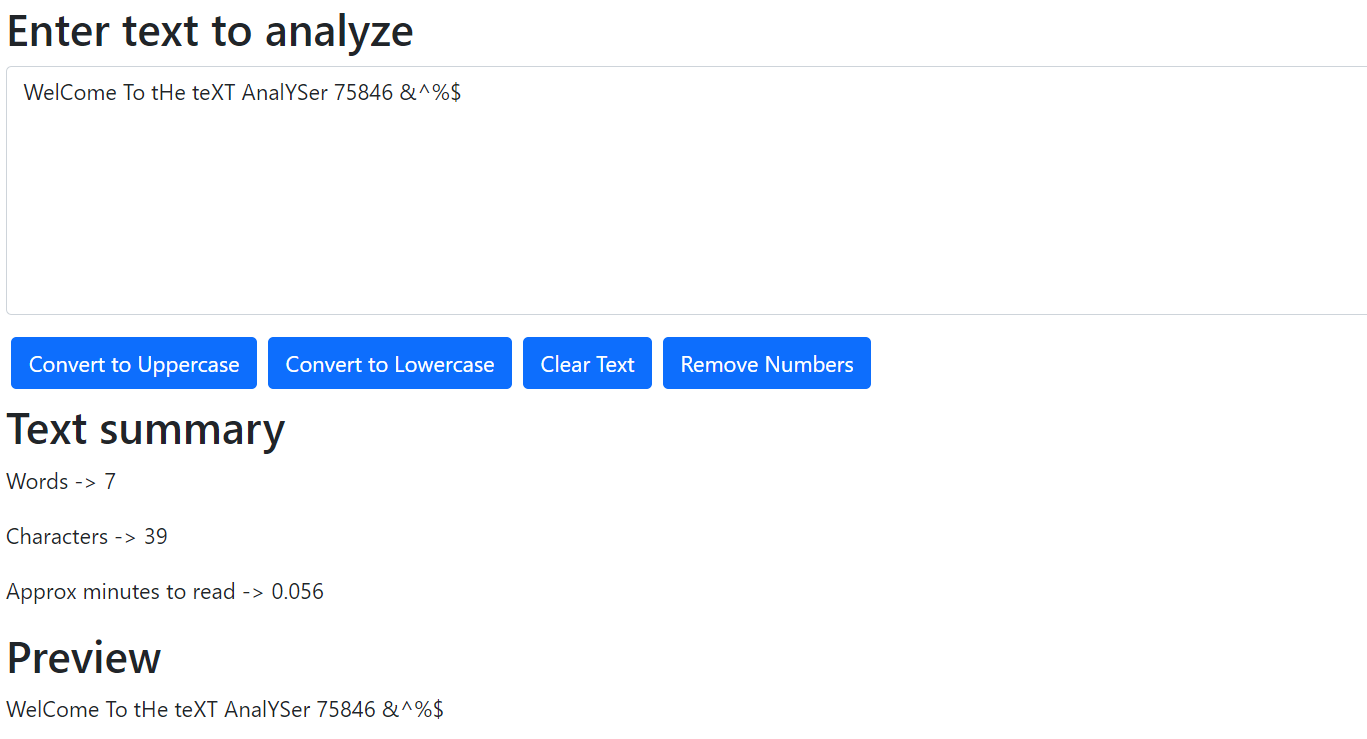 Enter text to analyze
WelCome To tHe teXT AnalYSer 75846 &^%$
Convert to Uppercase Convert to Lowercase Clear Text Remove Numbers
Text summary
Words -> 7
Characters -> 39
Approx minutes to read -> 0.056
Preview
WelCome To tHe teXT AnalYSer 75846 &^%$